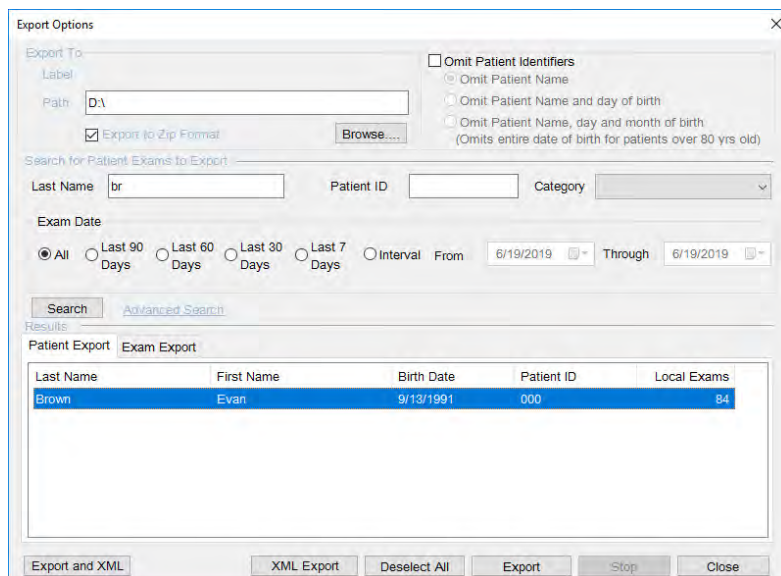 Export Options
Export To
Label
Path D:\
Export to Zip Format Browse....
Omit Patient Identifiers
Omit Patient Name
Omit Patient Name and day of birth
Omit Patient Name, day and month of birth
(Omits entire date of birth for patients over 80 yrs old)
Search for Patient Exams to Export
Last Name br Patient ID Category
Exam Date
All Last 90 Days Last 60 Days Last 30 Days Last 7 Days Interval From 6/19/2019 Through 6/19/2019
Search Advanced Search
Results
Patient Export Exam Export
Last Name First Name Birth Date Patient ID Local Exams
Brown Evan 9/13/1991 000 84
Export and XML XML Export Deselect All Export Stop Close